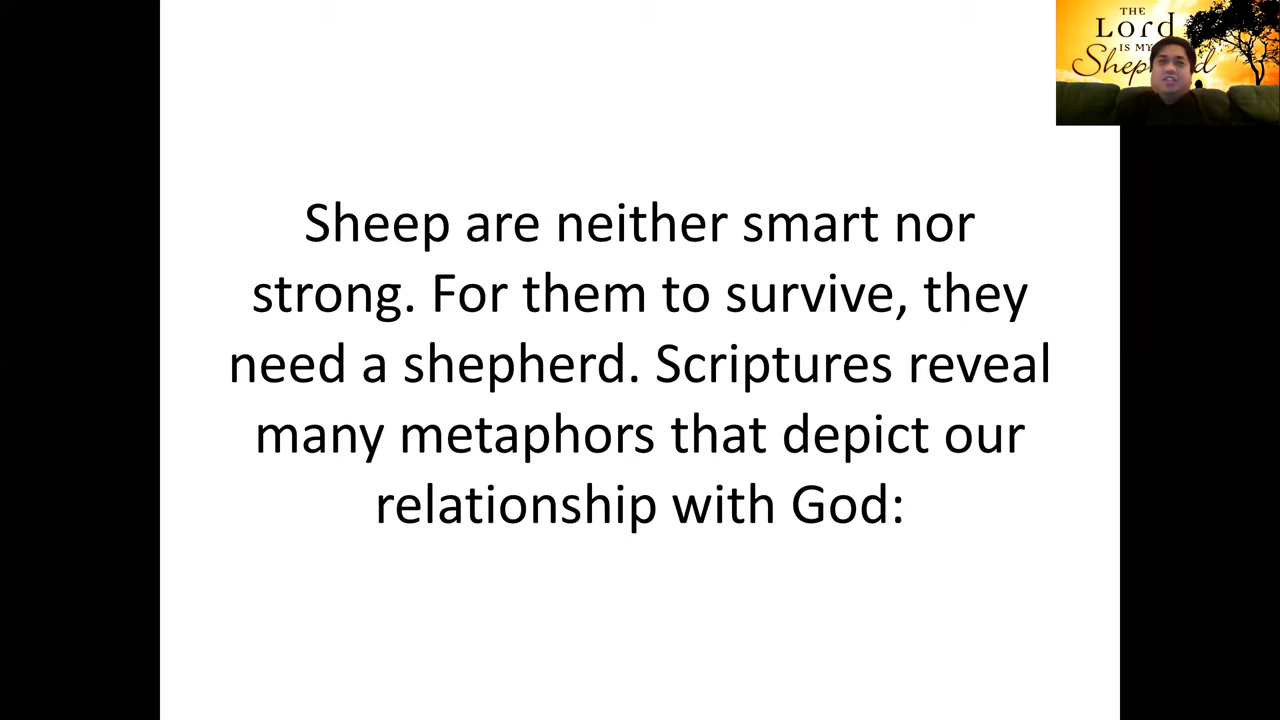 THE
Lord
IS MY
Sheep are neither smart nor
strong. For them to survive, they
need a shepherd. Scriptures reveal
many metaphors that depict our
relationship with God: